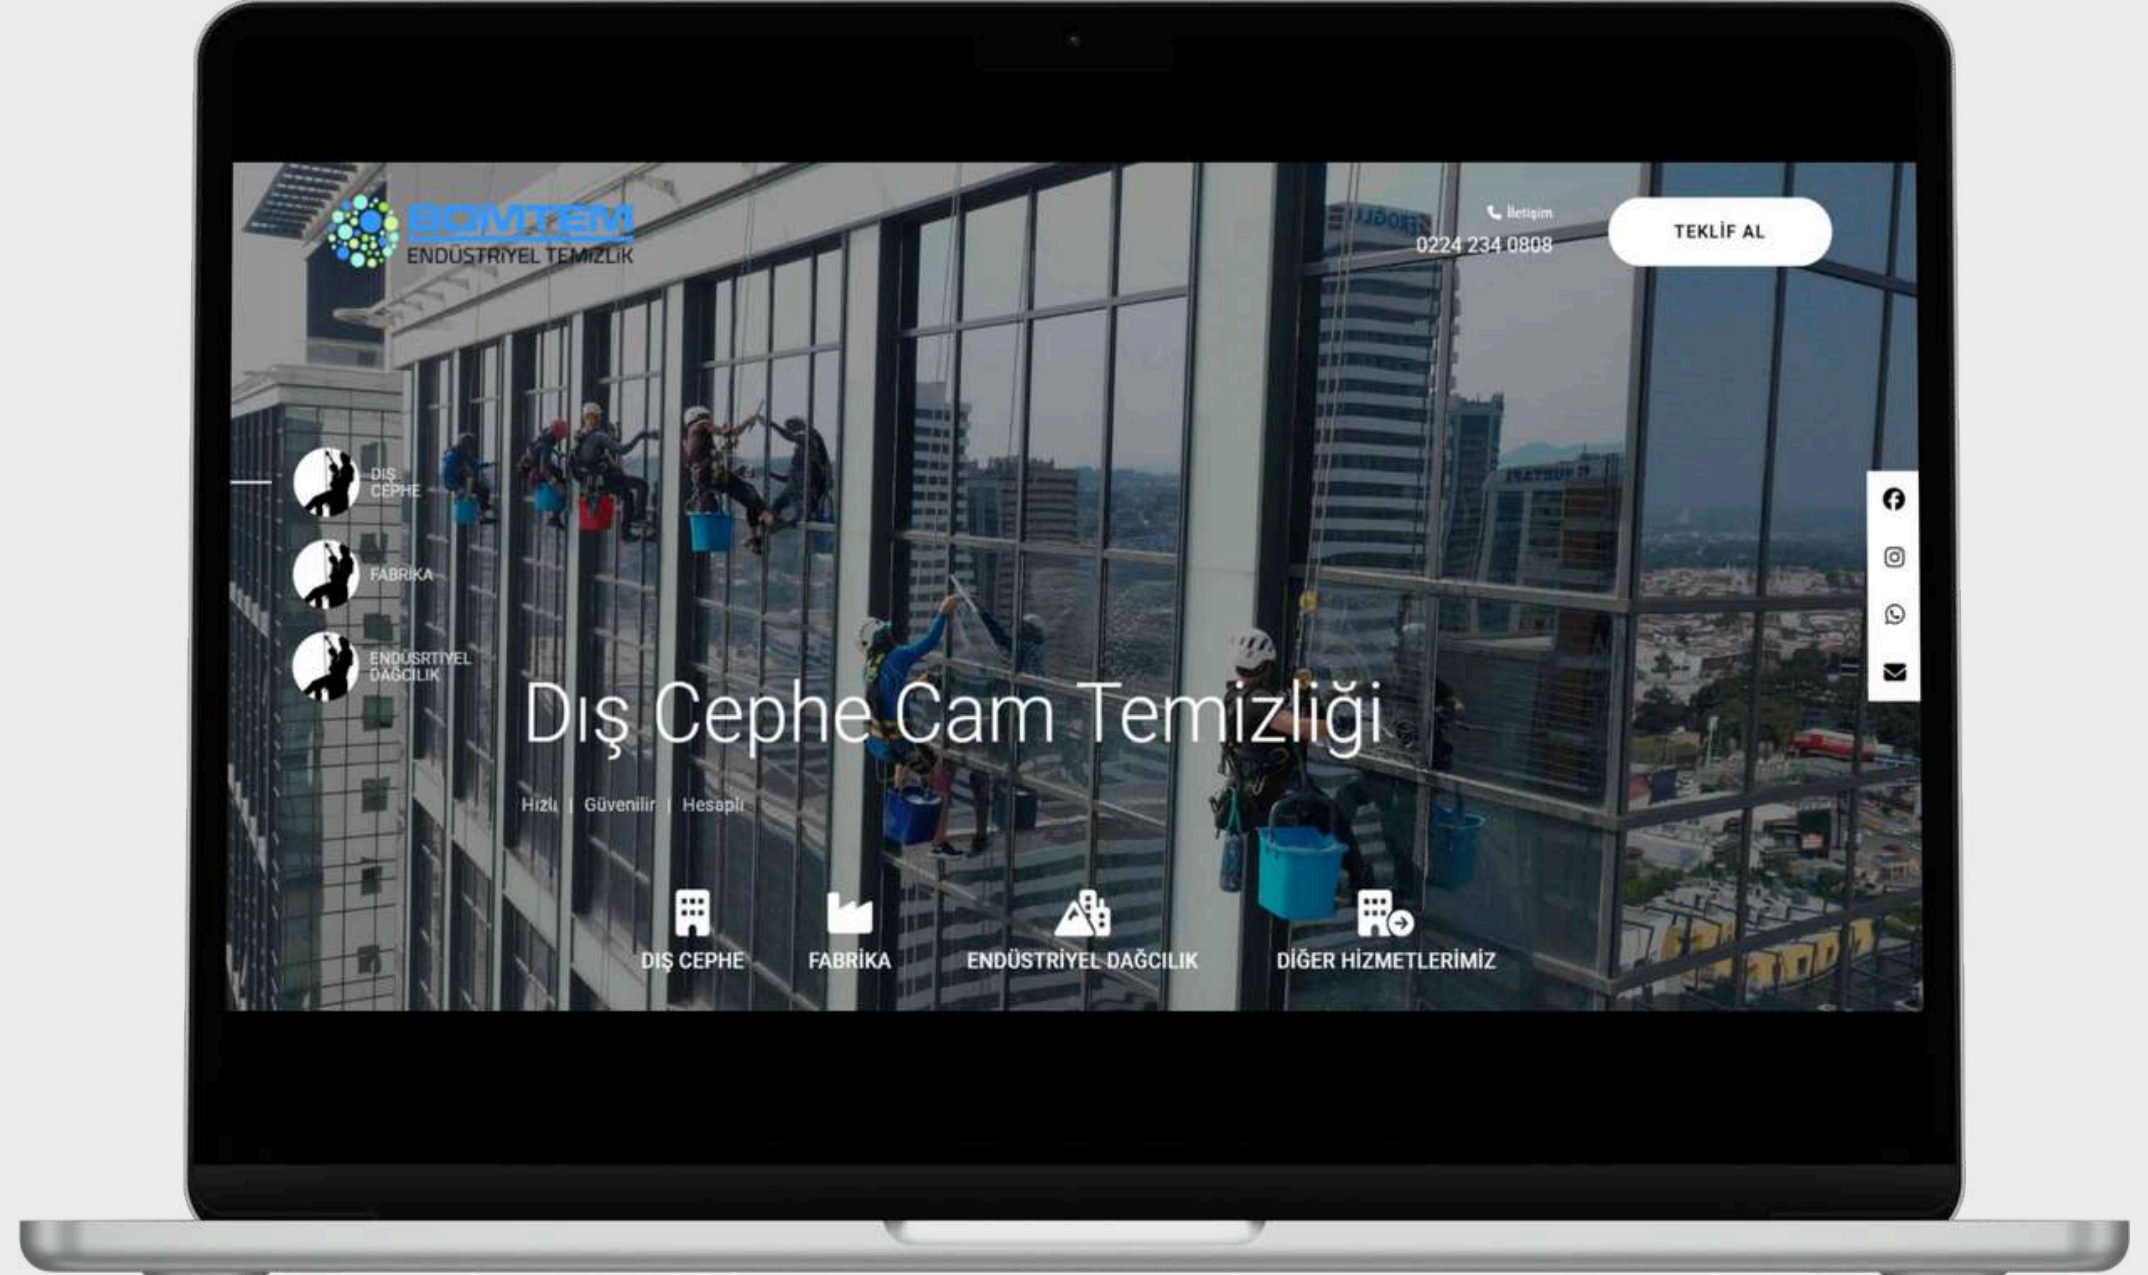 BOMTEM
ENDÜSTRİYEL TEMİZLİK
İletişim
0224 234 0808
TEKLİF AL
DIŞ
CEPHE
FABRİKA
ENDÜSRTİYEL
DAĞCILIK
Dış Cephe Cam Temizliği
Hızlı | Güvenilir | Hesaplı
DIŞ CEPHE
FABRİKA
ENDÜSTRİYEL DAĞCILIK
DİĞER HİZMETLERİMİZ